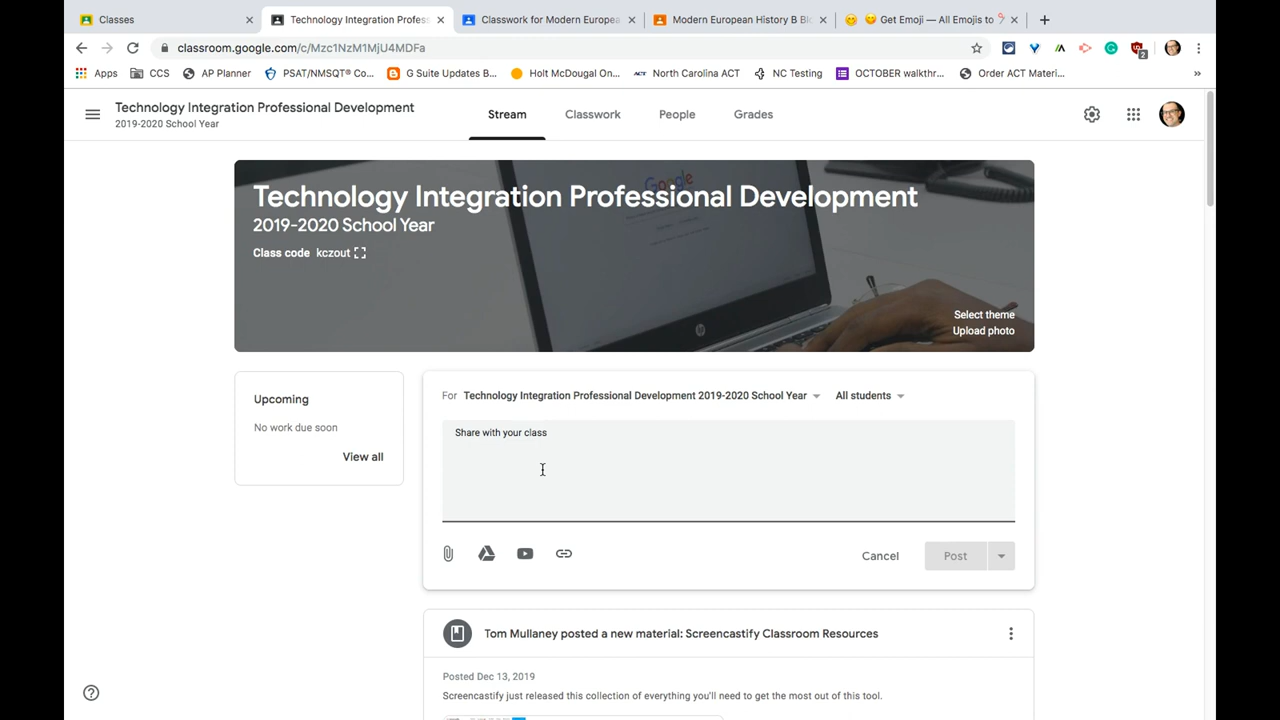 Classes
Technology Integration Profess
Classwork for Modern Europea
Modern European History B Blo
Get Emoji — All Emojis to
classroom.google.com/c/Mzc1NzM1MjU4MDFa
2
Apps
CCS
AP Planner
PSAT/NMSQT® Co...
G Suite Updates B...
Holt McDougal On...
ACT North Carolina ACT
NC Testing
OCTOBER walkthr...
Order ACT Materi...
»
Technology Integration Professional Development
2019-2020 School Year
Stream
Classwork
People
Grades
Google
Technology Integration Professional Development
2019-2020 School Year
Class code kczout
Select theme
Upload photo
Upcoming
No work due soon
View all
For Technology Integration Professional Development 2019-2020 School Year All students
Share with your class
Cancel
Post
Tom Mullaney posted a new material: Screencastify Classroom Resources
Posted Dec 13, 2019
Screencastify just released this collection of everything you'll need to get the most out of this tool.